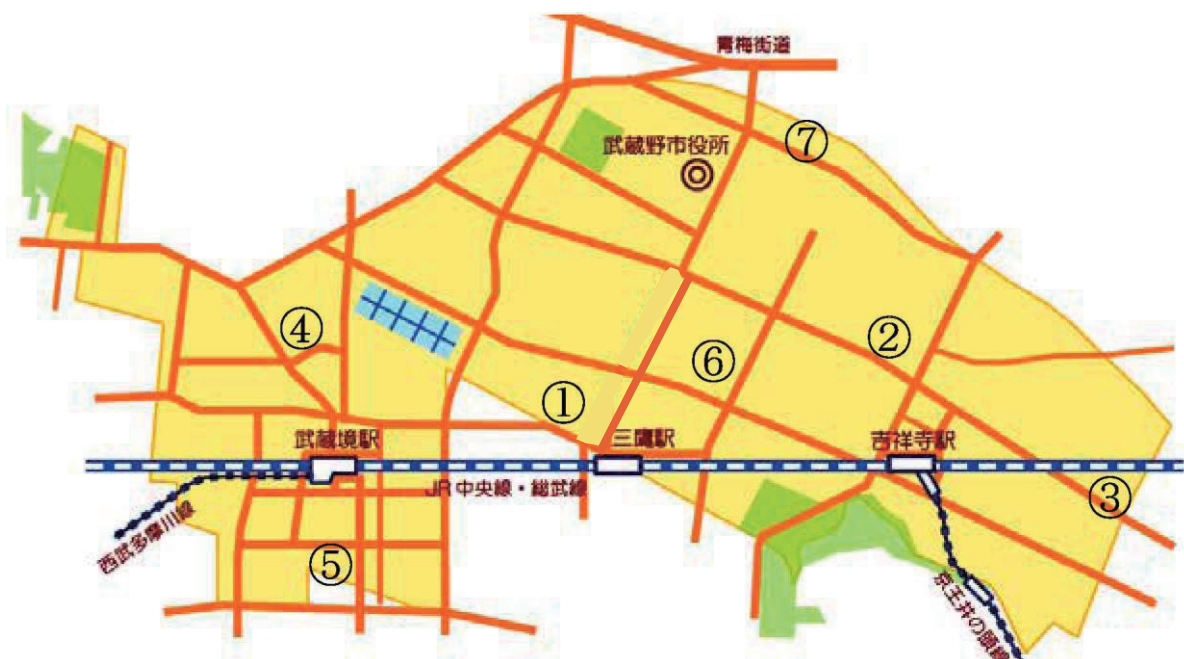 青梅街道
⑦
武蔵野市役所
④
②
⑥
①
武蔵境駅
三鷹駅
吉祥寺駅
JR中央線・総武線
③
西武多摩川線
⑤
京王井の頭線